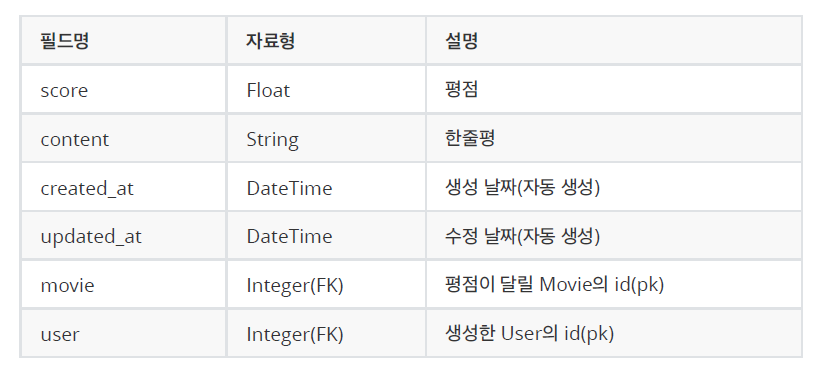 필드명 자료형 설명
score Float 평점
content String 한줄평
created_at DateTime 생성 날짜(자동 생성)
updated_at DateTime 수정 날짜(자동 생성)
movie Integer(FK) 평점이 달릴 Movie의 id(pk)
user Integer(FK) 생성한 User의 id(pk)